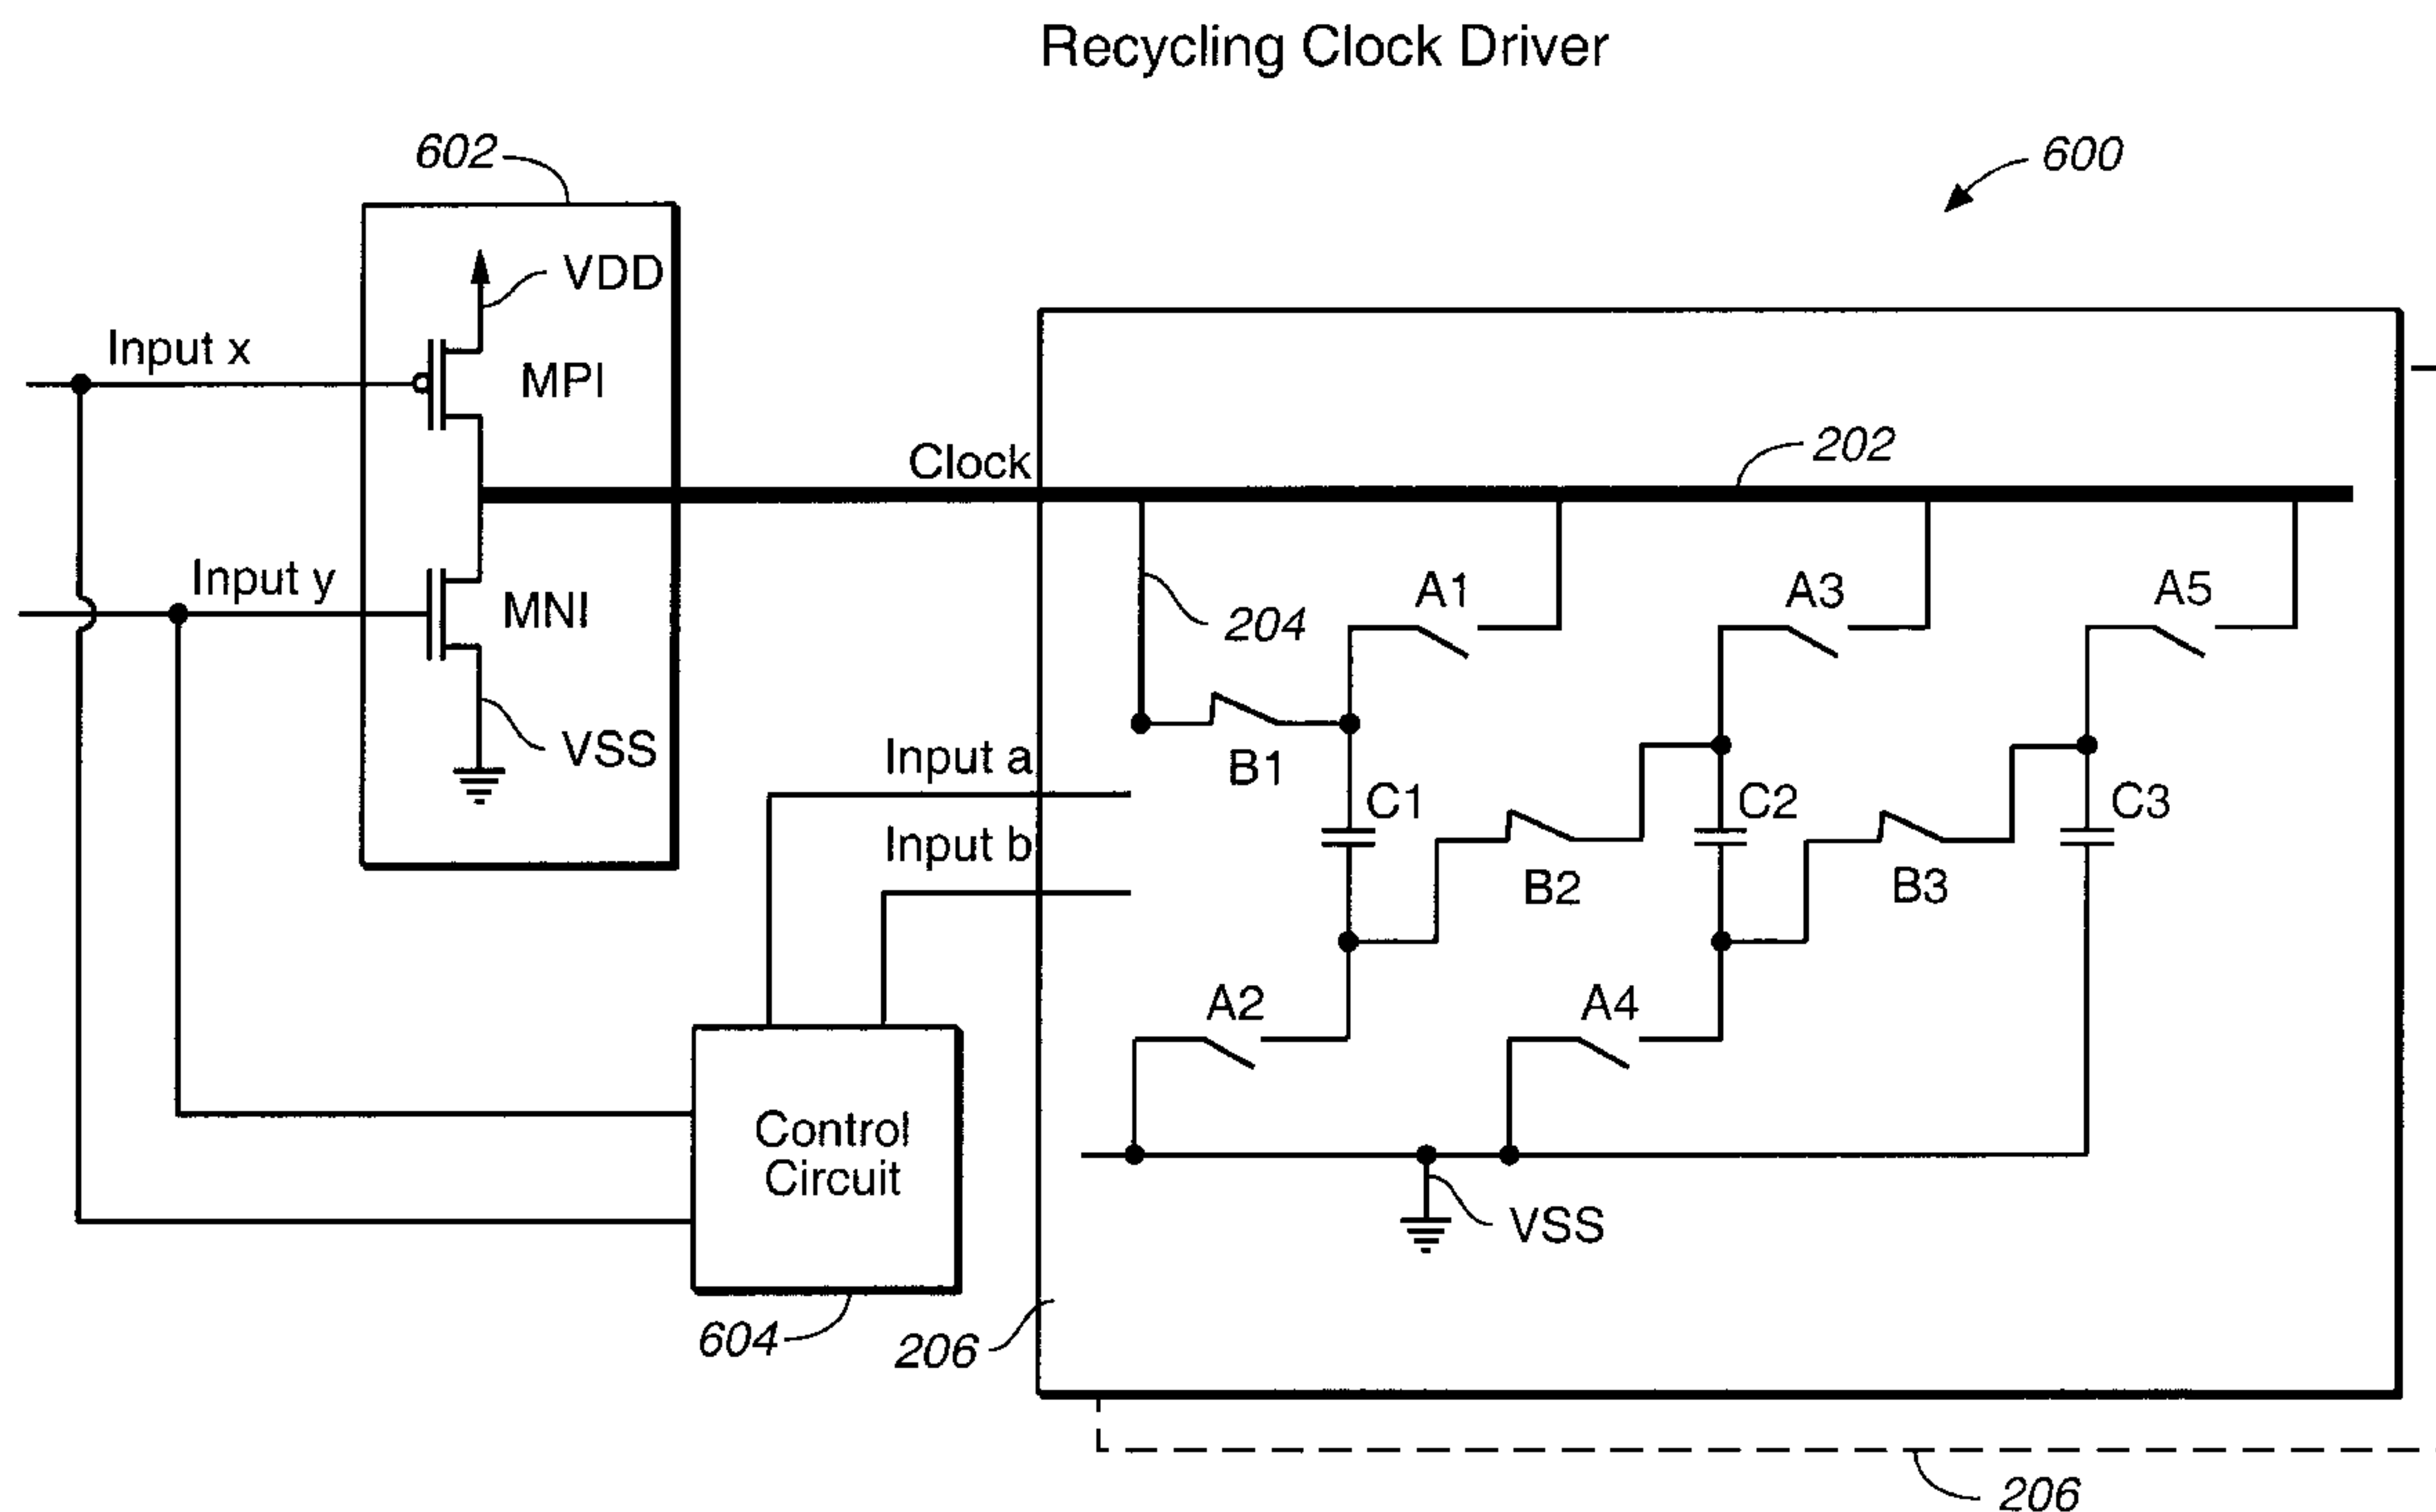 Recycling Clock Driver
602
600
VDD
Input x
MPI
Clock
202
Input y
MNI
A1
A3
A5
204
VSS
Input a
B1
C1
C2
C3
Input b
B2
B3
A2
A4
Control
Circuit
VSS
604
206
206